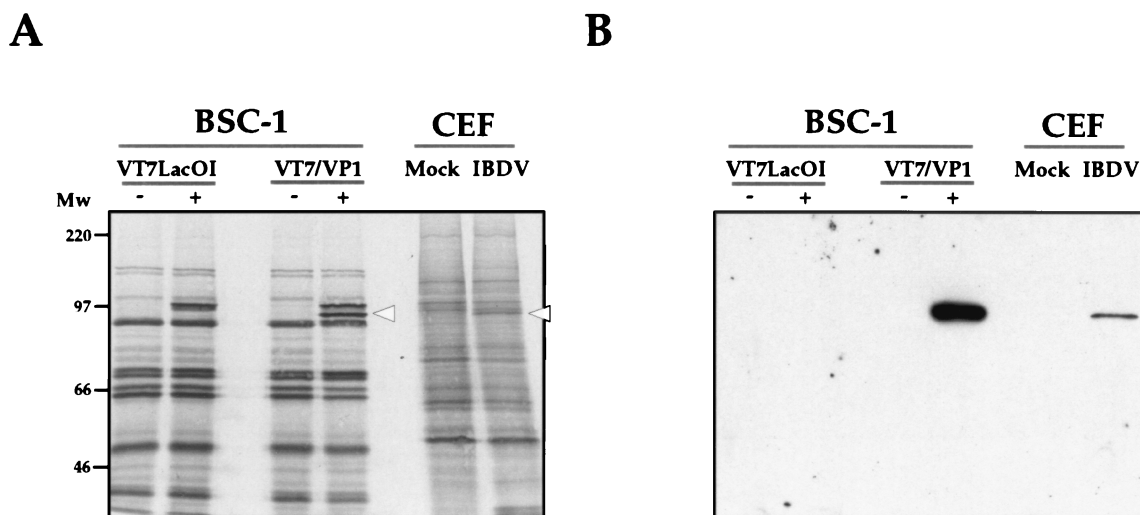 A
B
BSC-1
CEF
VT7LacOI
VT7/VP1
Mock IBDV
- + - +
Mw
220
97
66
46
BSC-1
CEF
VT7LacOI
VT7/VP1
Mock IBDV
- + - +